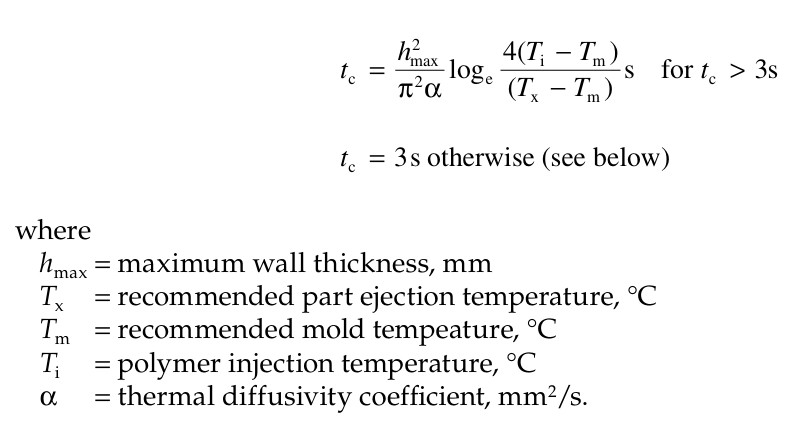 t_c = h²_max / π²α log_e 4(T_i − T_m) / (T_x − T_m) s for t_c > 3s
t_c = 3 s otherwise (see below)
where
h_max = maximum wall thickness, mm
T_x = recommended part ejection temperature, °C
T_m = recommended mold tempeature, °C
T_i = polymer injection temperature, °C
α = thermal diffusivity coefficient, mm²/s.